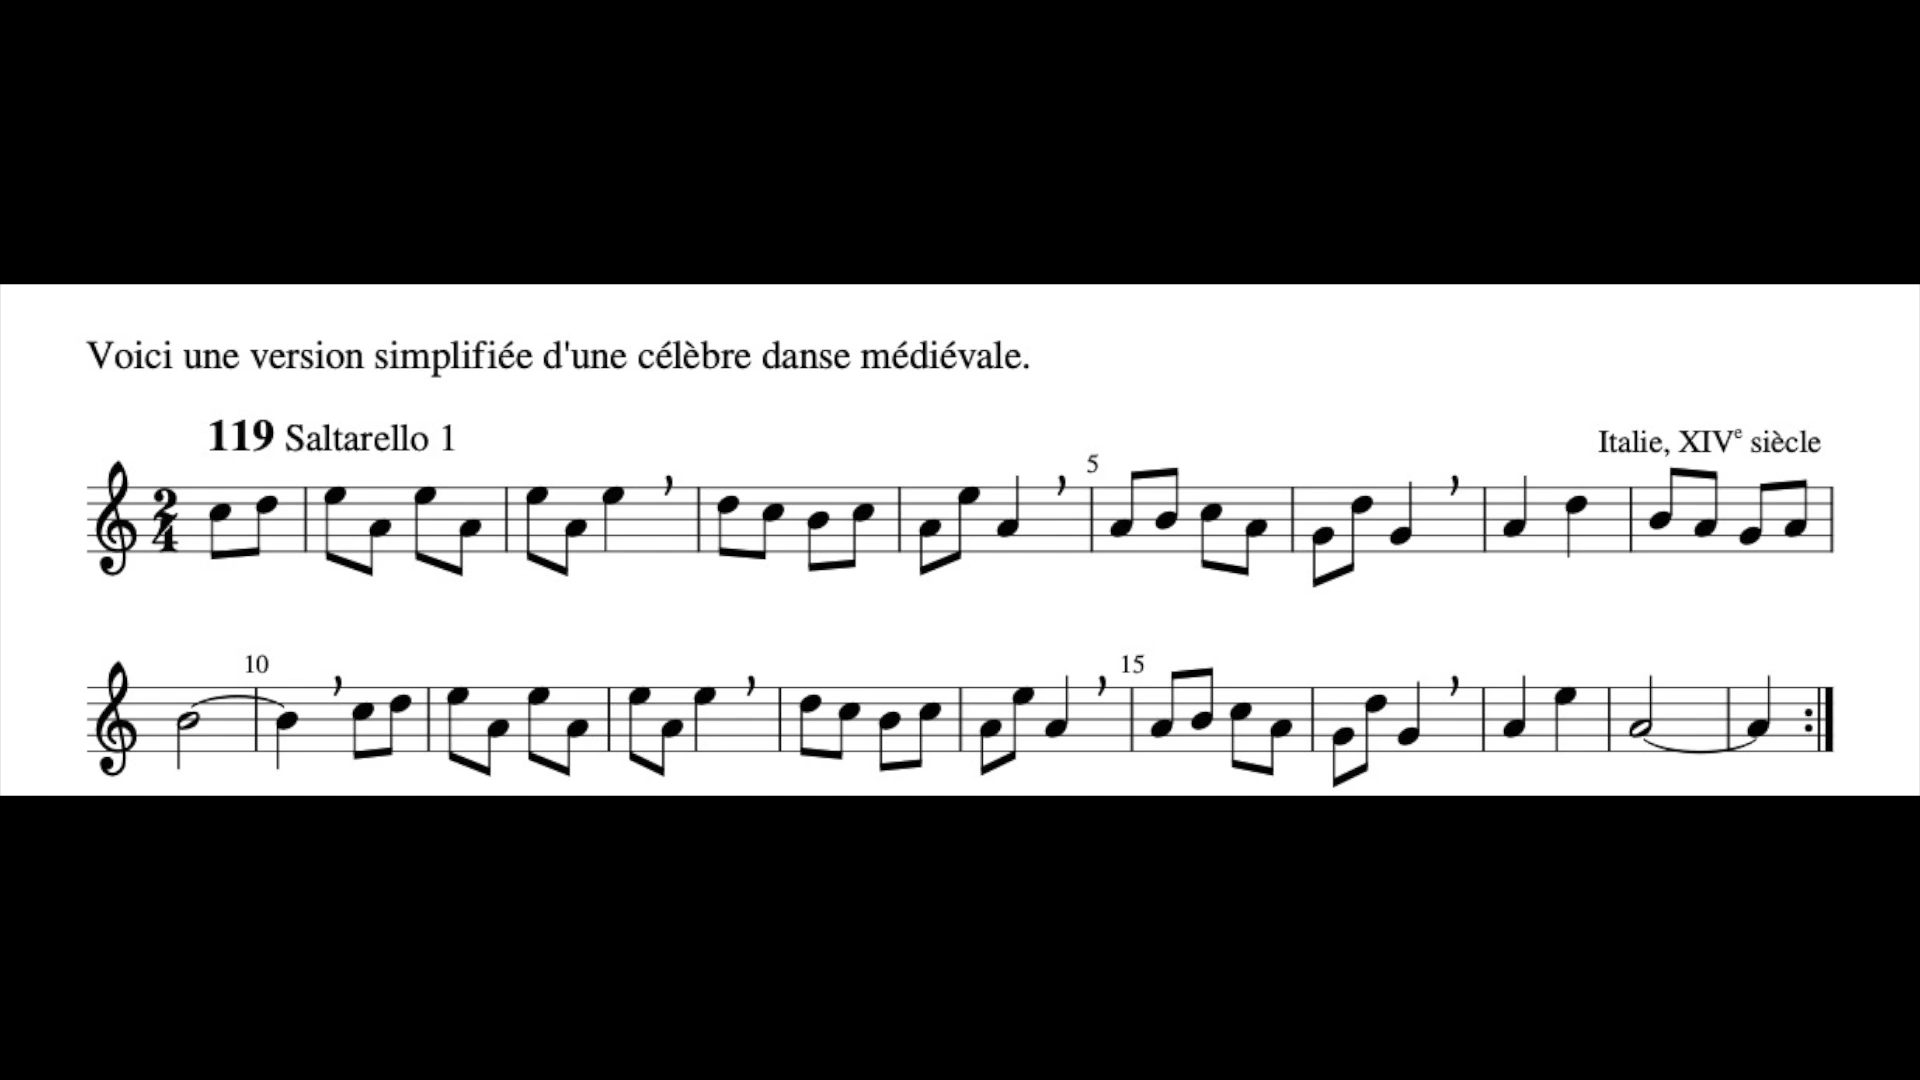 Voici une version simplifiée d'une célèbre danse médiévale.
119 Saltarello 1
Italie, XIVe siècle
5
2
4
10
15